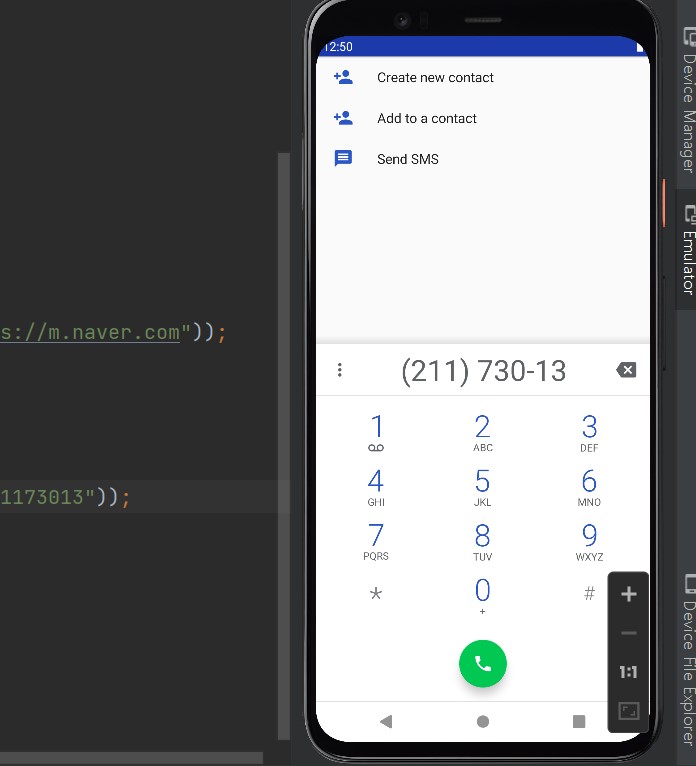 12:50
Create new contact
Add to a contact
Send SMS
s://m.naver.com"));
(211) 730-13
1173013"));
1
2 ABC
3 DEF
4 GHI
5 JKL
6 MNO
7 PQRS
8 TUV
9 WXYZ
*
0 +
#
+
−
1:1
Device Manager
Emulator
Device File Explorer